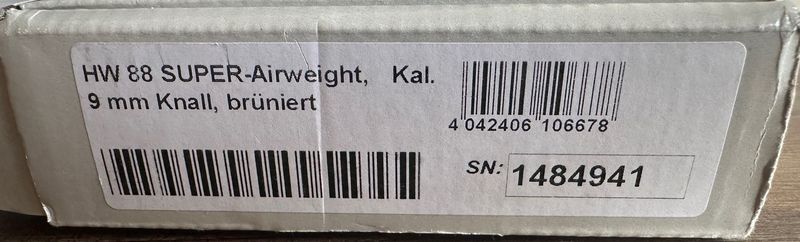 HW 88 SUPER-Airweight, Kal.
9 mm Knall, brüniert
4 042406 106678
SN: 1484941